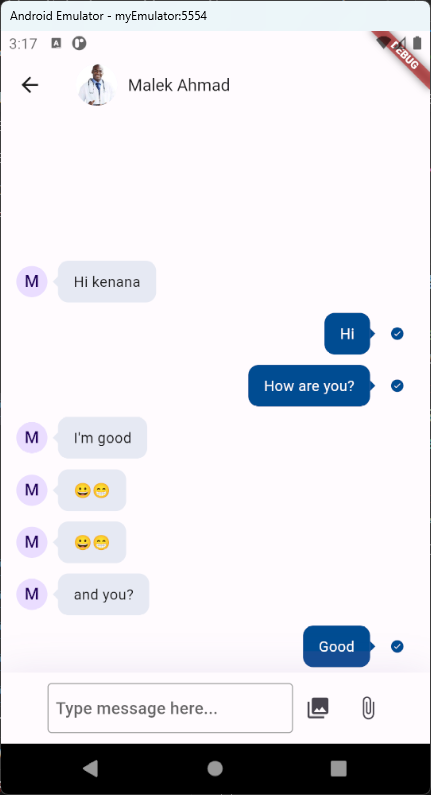 Android Emulator - myEmulator:5554
3:17 A
DEBUG
Malek Ahmad
M Hi kenana
Hi
How are you?
M I'm good
M 😀😁
M 😀😁
M and you?
Good
Type message here...